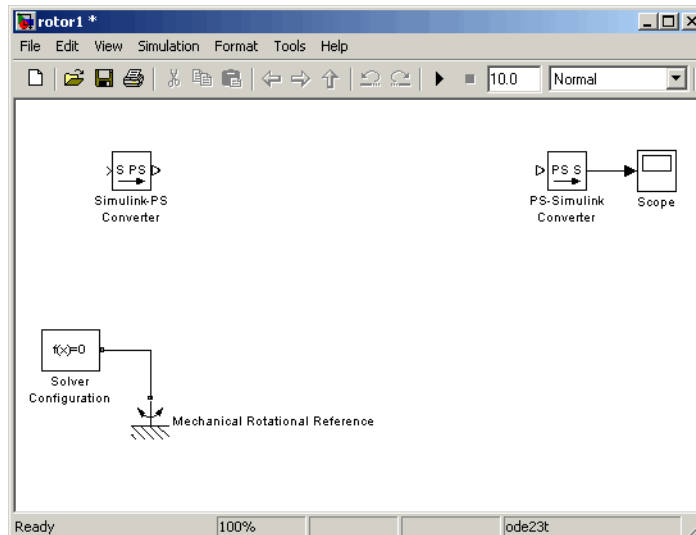 rotor1 *
File Edit View Simulation Format Tools Help
10.0 Normal
S PS
Simulink-PS
Converter
PS S
PS-Simulink
Converter
Scope
f(x)=0
Solver
Configuration
Mechanical Rotational Reference
Ready 100% ode23t